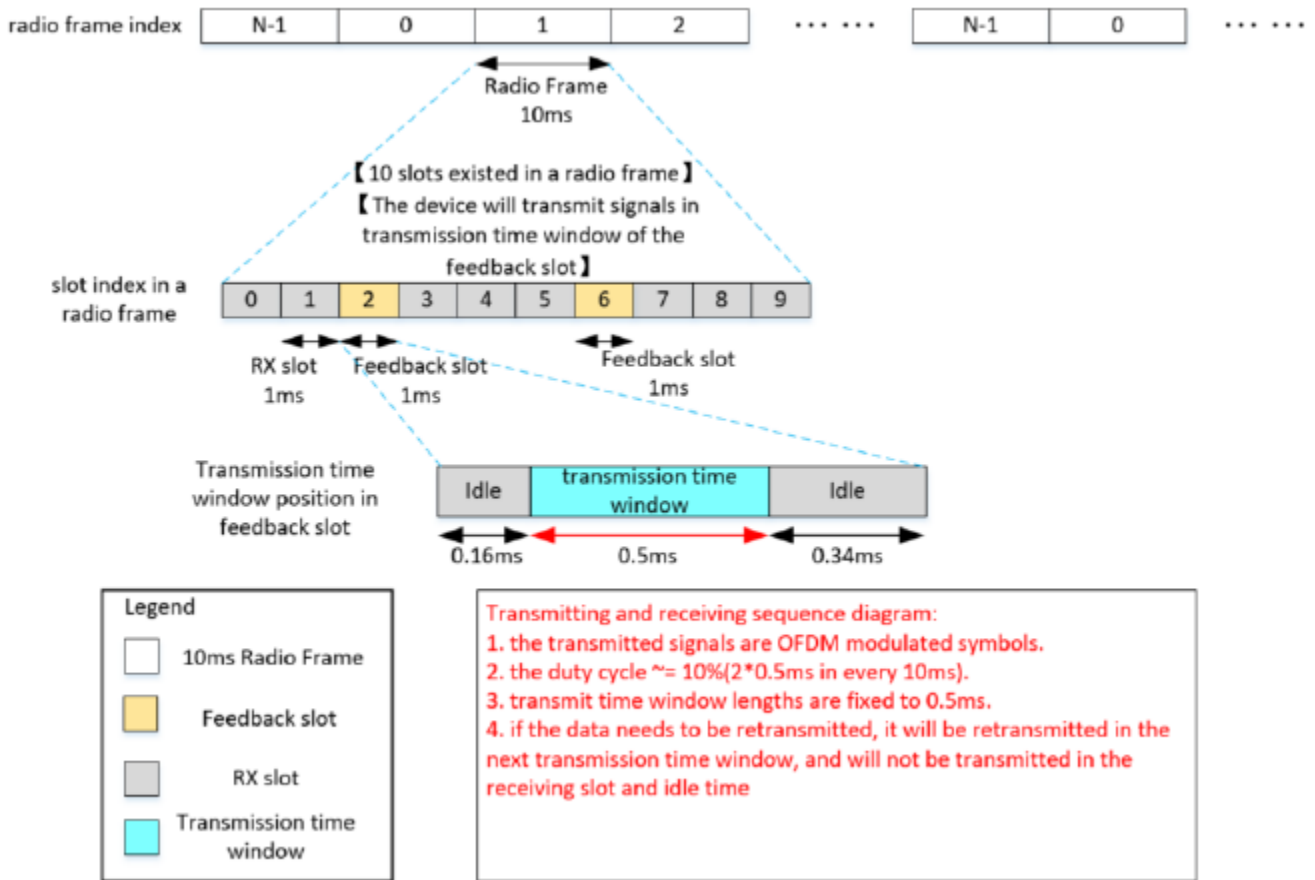 radio frame index
N-1 0 1 2 ... ... N-1 0 ... ...
Radio Frame
10ms
【10 slots existed in a radio frame】
【The device will transmit signals in
transmission time window of the
feedback slot】
slot index in a
radio frame
0 1 2 3 4 5 6 7 8 9
RX slot
1ms
Feedback slot
1ms
Feedback slot
1ms
Transmission time
window position in
feedback slot
Idle
transmission time
window
Idle
0.16ms 0.5ms 0.34ms
Legend
10ms Radio Frame
Feedback slot
RX slot
Transmission time
window
Transmitting and receiving sequence diagram:
1. the transmitted signals are OFDM modulated symbols.
2. the duty cycle ~= 10%(2*0.5ms in every 10ms).
3. transmit time window lengths are fixed to 0.5ms.
4. if the data needs to be retransmitted, it will be retransmitted in the
next transmission time window, and will not be transmitted in the
receiving slot and idle time